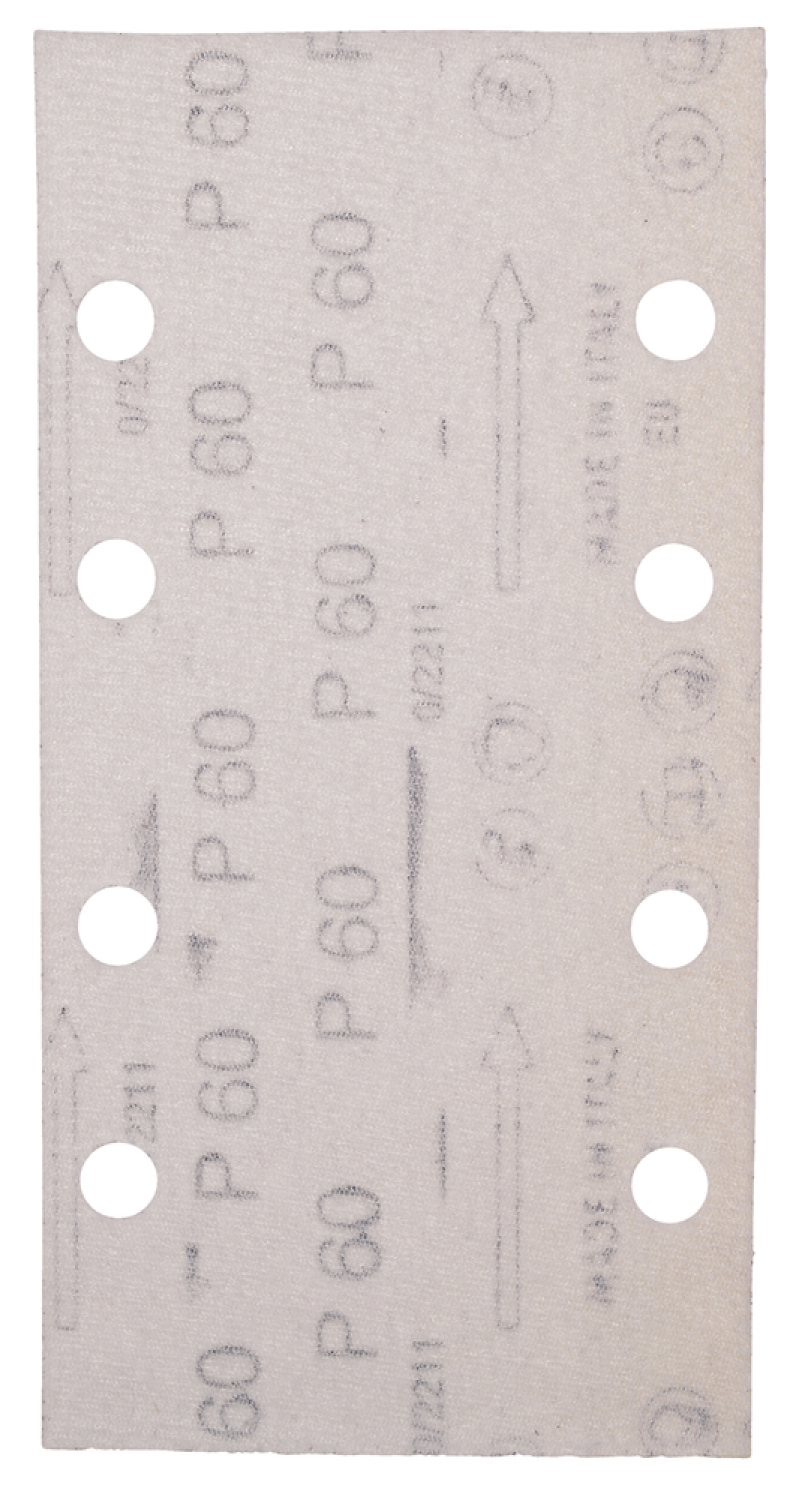 2211 0/22
60 P 60 P 60 P 60 P 60
P 60 P 60 P 60 P 60 P
0/2211 0/2211
MADE IN ITALY MADE IN ITALY
EU